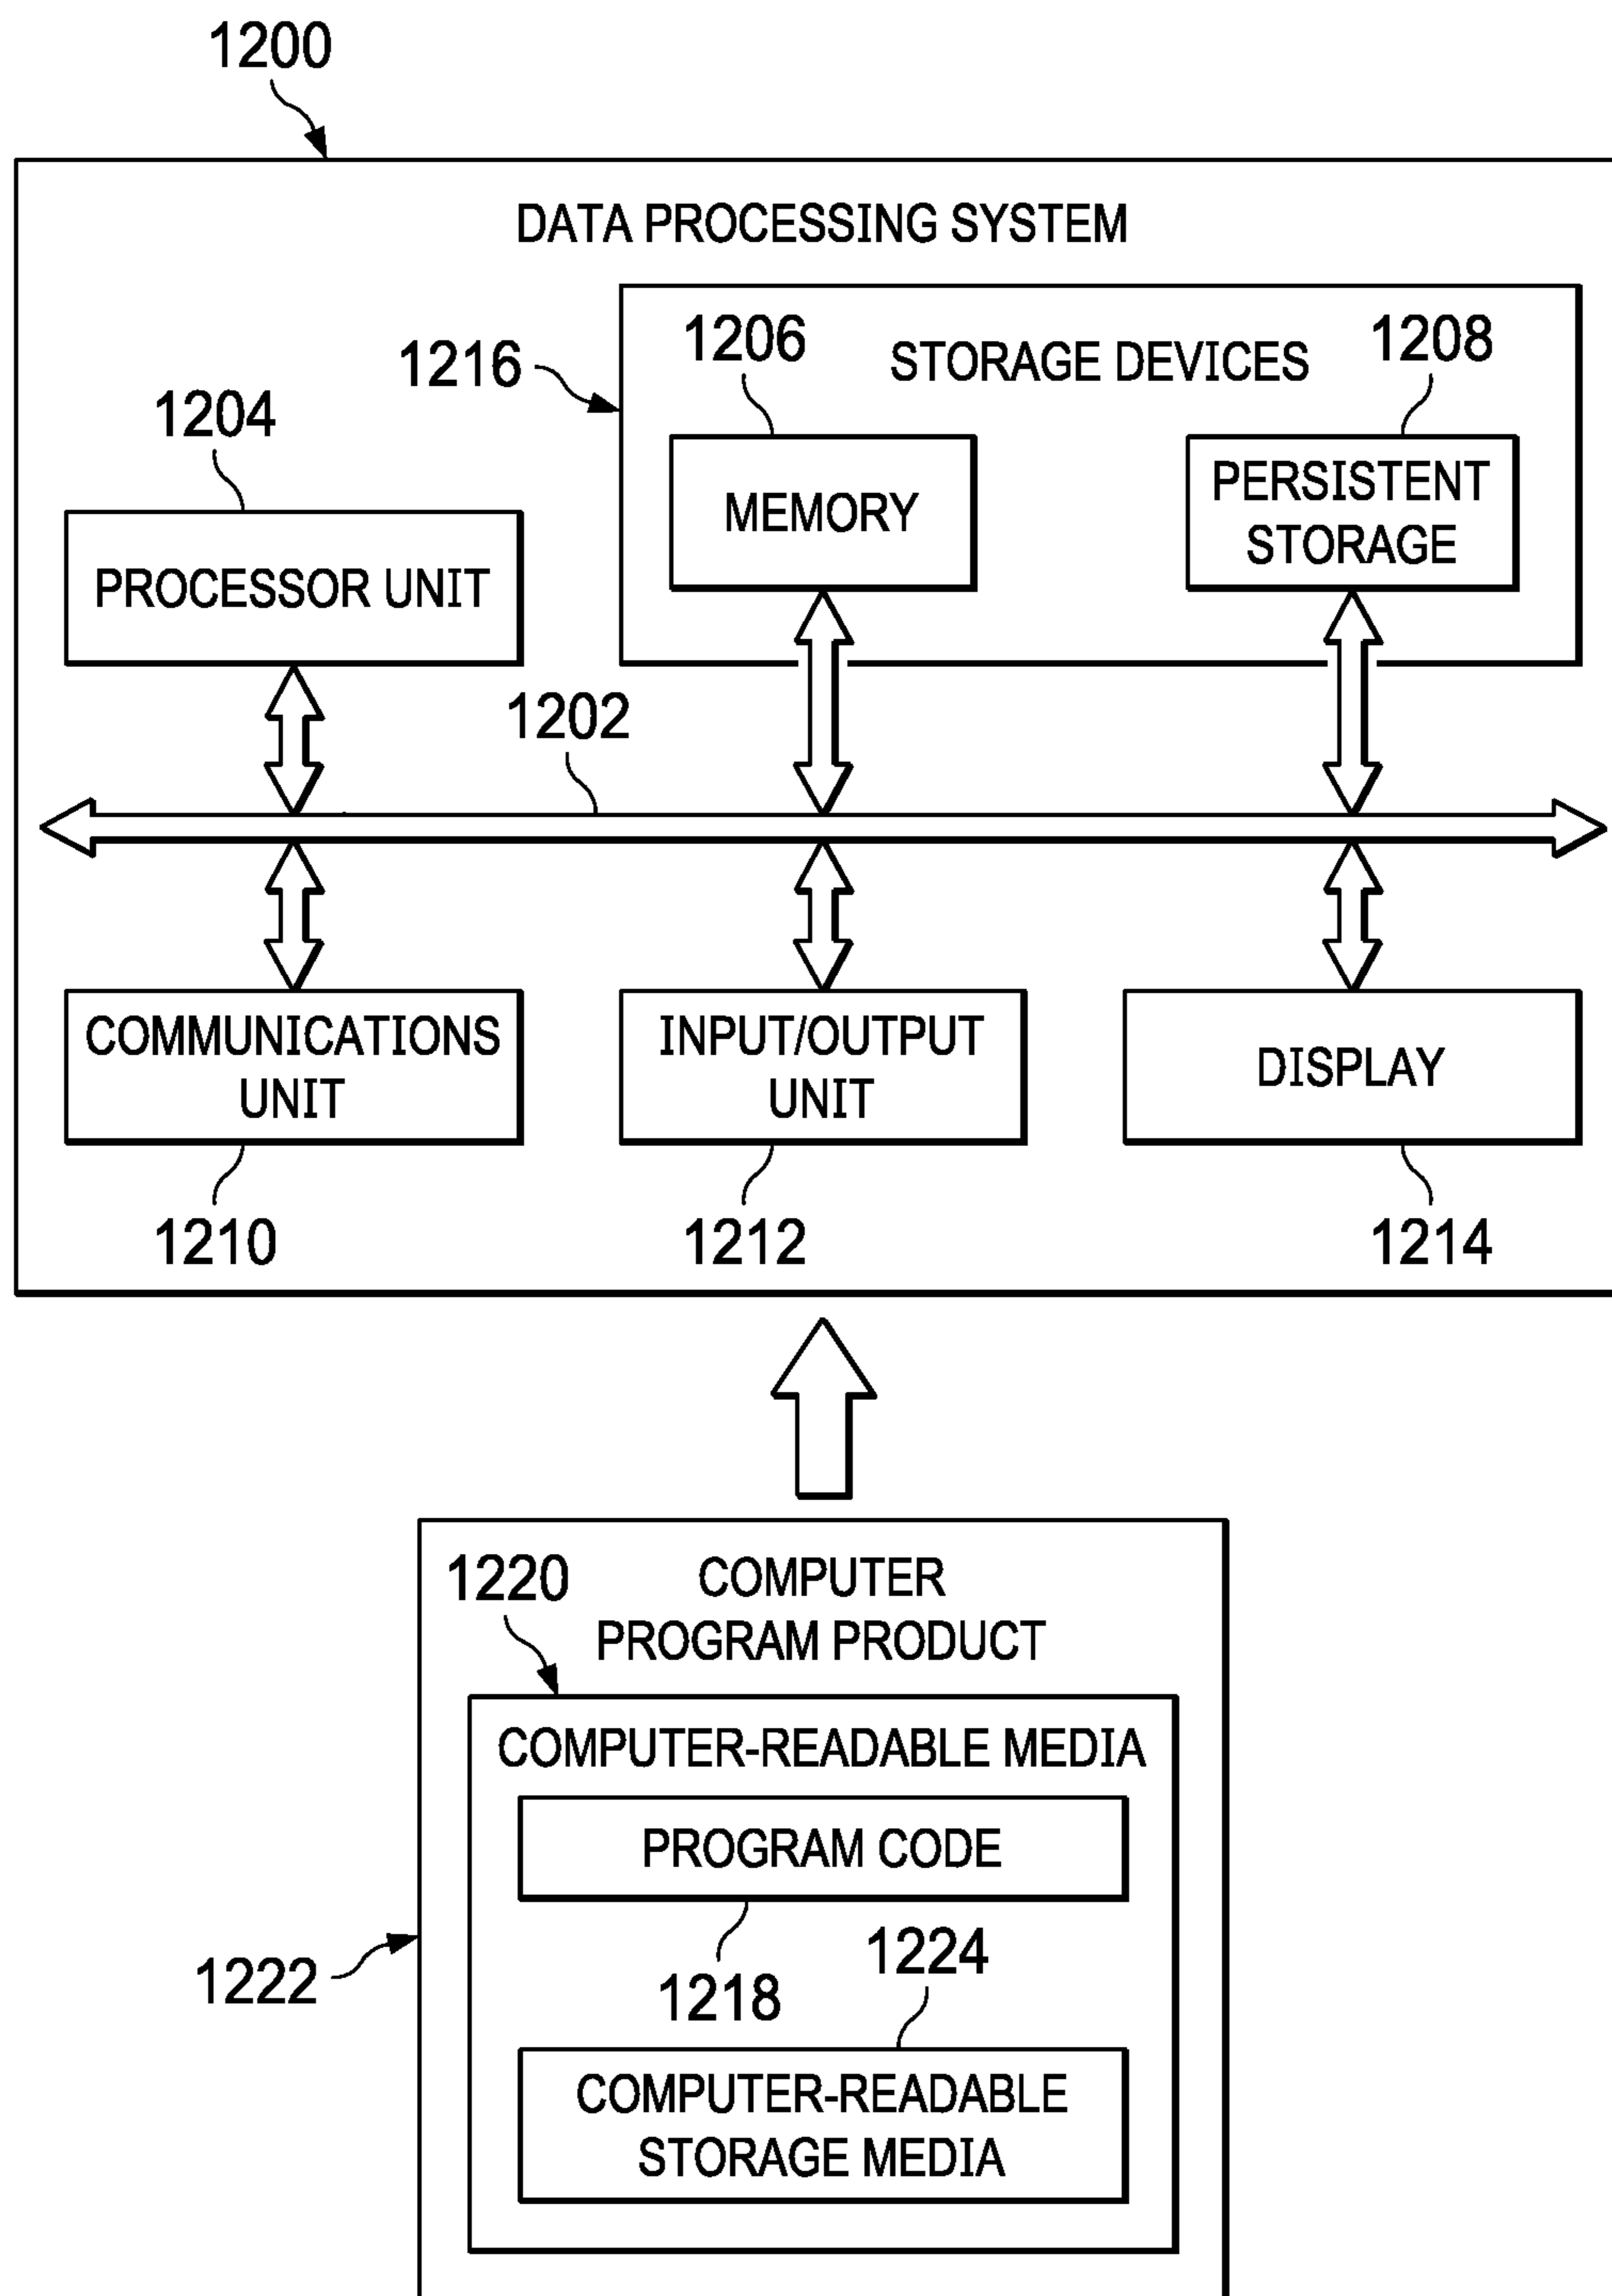 1200
DATA PROCESSING SYSTEM
1216
1206
STORAGE DEVICES
1208
1204
MEMORY
PERSISTENT
STORAGE
PROCESSOR UNIT
1202
COMMUNICATIONS
UNIT
INPUT/OUTPUT
UNIT
DISPLAY
1210
1212
1214
1220
COMPUTER
PROGRAM PRODUCT
COMPUTER-READABLE MEDIA
PROGRAM CODE
1222
1218
1224
COMPUTER-READABLE
STORAGE MEDIA